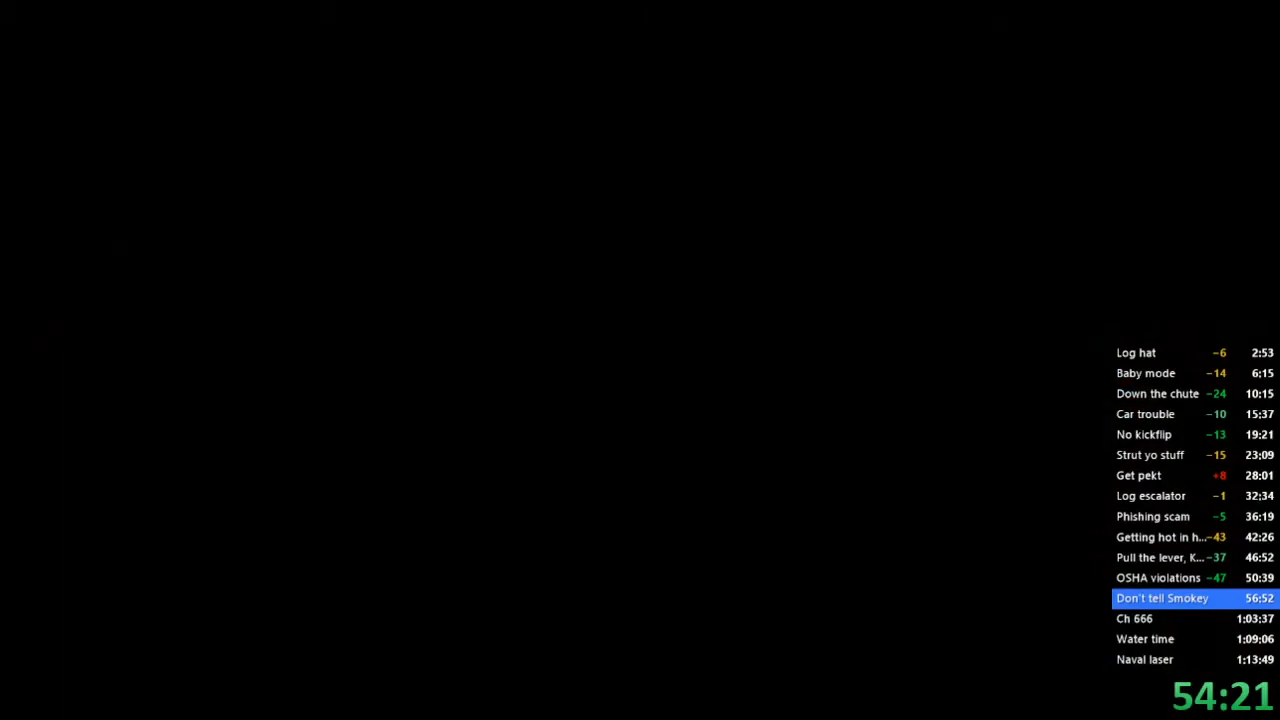 Log hat -6 2:53
Baby mode -14 6:15
Down the chute -24 10:15
Car trouble -10 15:37
No kickflip -13 19:21
Strut yo stuff -15 23:09
Get pekt +8 28:01
Log escalator -1 32:34
Phishing scam -5 36:19
Getting hot in h... -43 42:26
Pull the lever, K... -37 46:52
OSHA violations -47 50:39
Don't tell Smokey 56:52
Ch 666 1:03:37
Water time 1:09:06
Naval laser 1:13:49
54:21